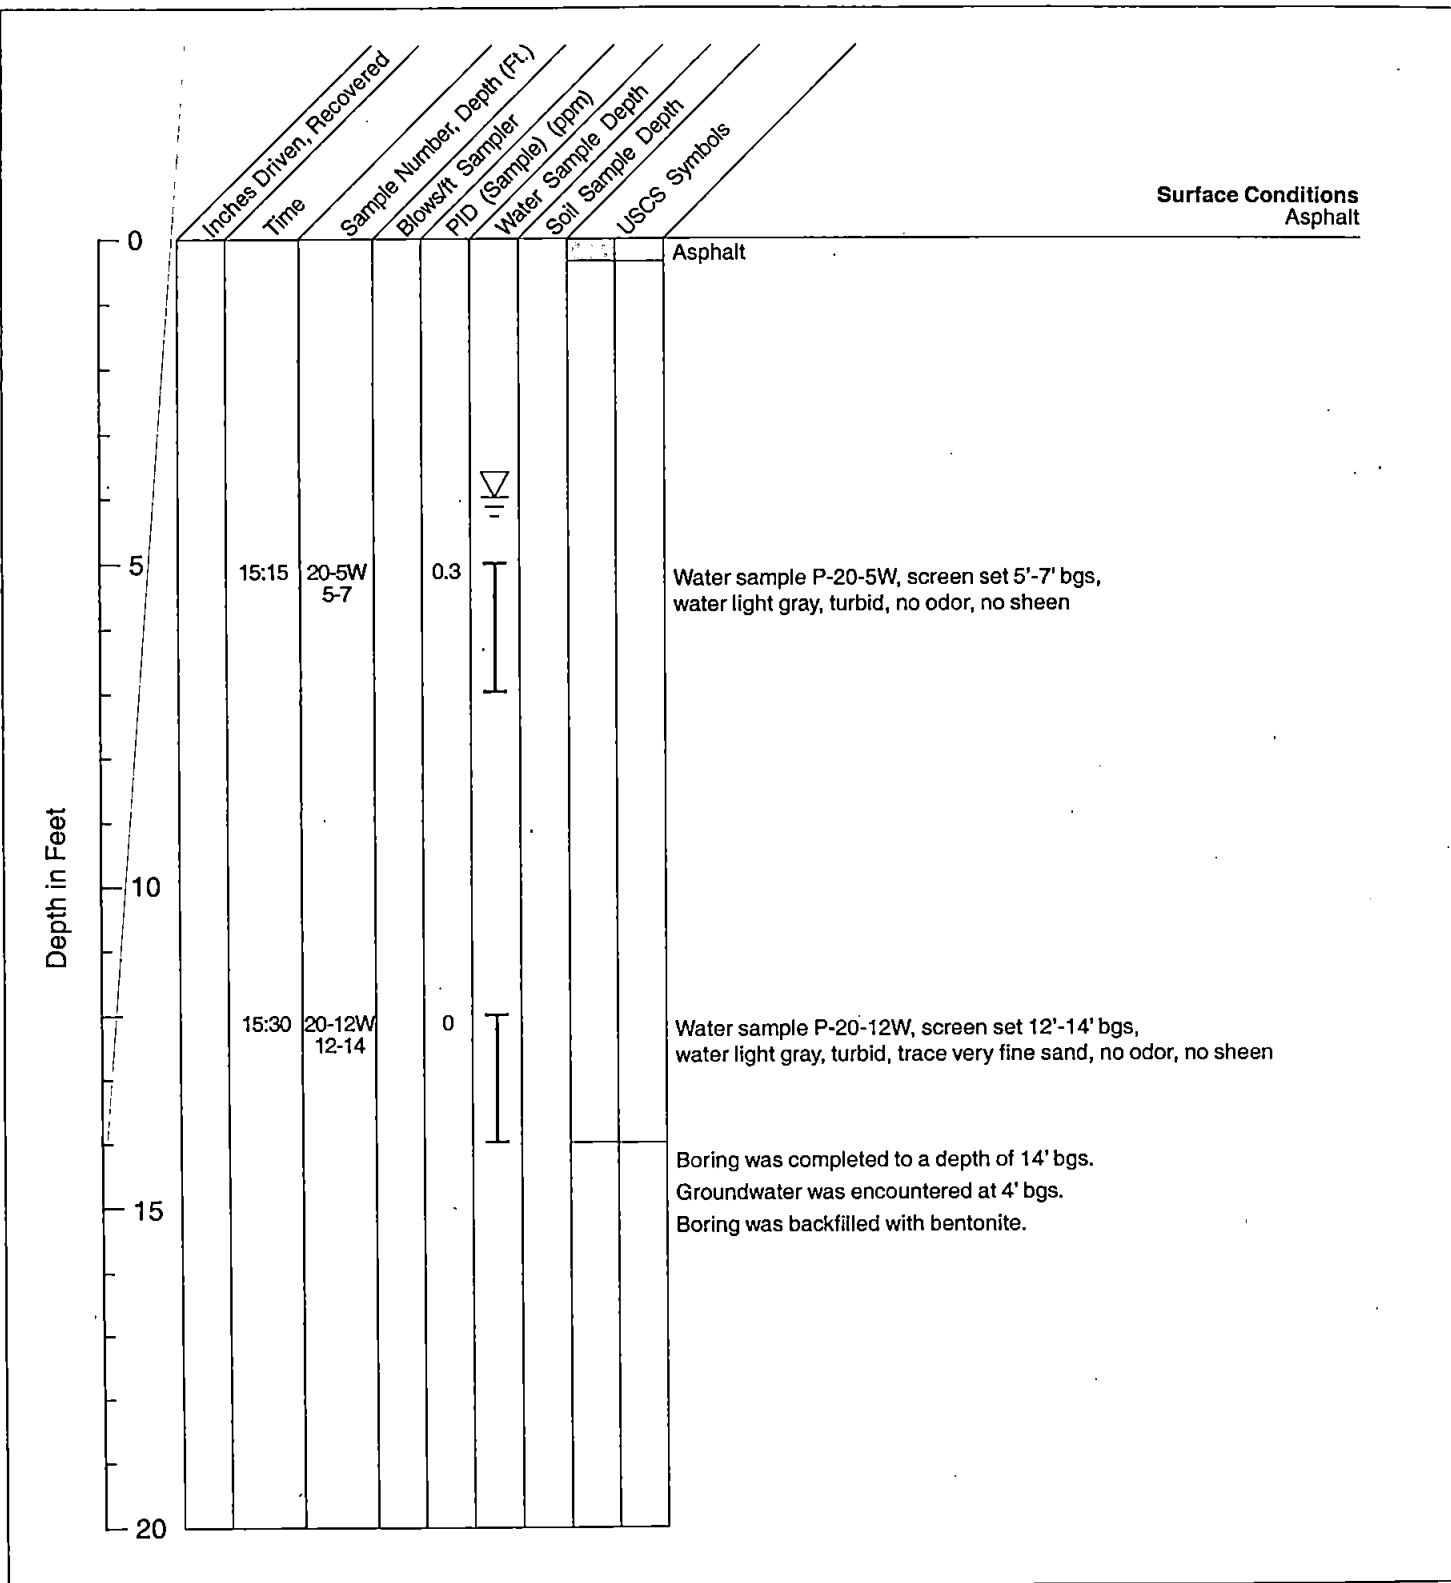 Inches Driven, Recovered
Time
Sample Number, Depth (Ft.)
Blows/ft Sampler
PID (Sample) (ppm)
Water Sample Depth
Soil Sample Depth
USCS Symbols
Surface Conditions
Asphalt
0
Asphalt
5
15:15
20-5W
5-7
0.3
Water sample P-20-5W, screen set 5'-7' bgs,
water light gray, turbid, no odor, no sheen
Depth in Feet
10
15:30
20-12W
12-14
0
Water sample P-20-12W, screen set 12'-14' bgs,
water light gray, turbid, trace very fine sand, no odor, no sheen
Boring was completed to a depth of 14' bgs.
Groundwater was encountered at 4' bgs.
15
Boring was backfilled with bentonite.
20